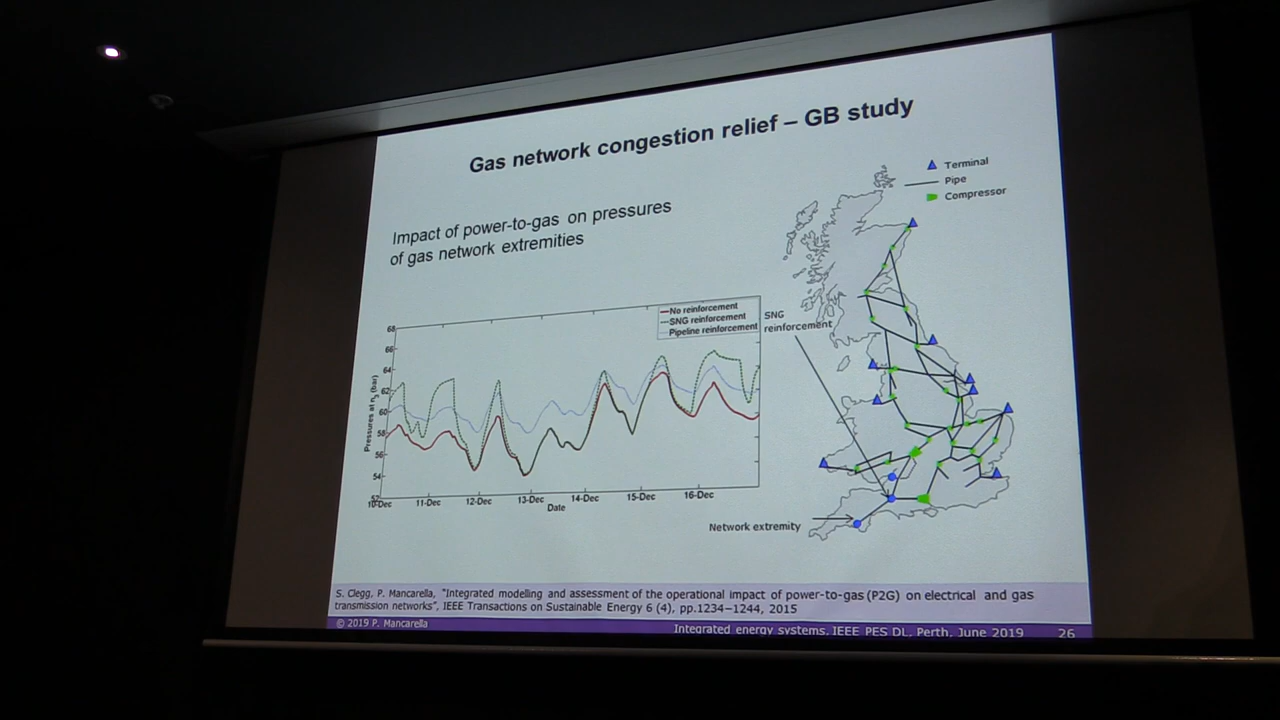 Gas network congestion relief – GB study
Impact of power-to-gas on pressures
of gas network extremities
Terminal
Pipe
Compressor
No reinforcement
SNG reinforcement
Pipeline reinforcement
SNG
reinforcement
68
66
64
62
60
58
56
54
52
10-Dec
11-Dec
12-Dec
13-Dec
14-Dec
15-Dec
16-Dec
Date
Network extremity
S. Clegg, P. Mancarella, "Integrated modelling and assessment of the operational impact of power-to-gas (P2G) on electrical and gas
transmission networks", IEEE Transactions on Sustainable Energy 6 (4), pp.1234–1244, 2015
© 2019 P. Mancarella
Integrated energy systems, IEEE PES DL, Perth, June 2019
26